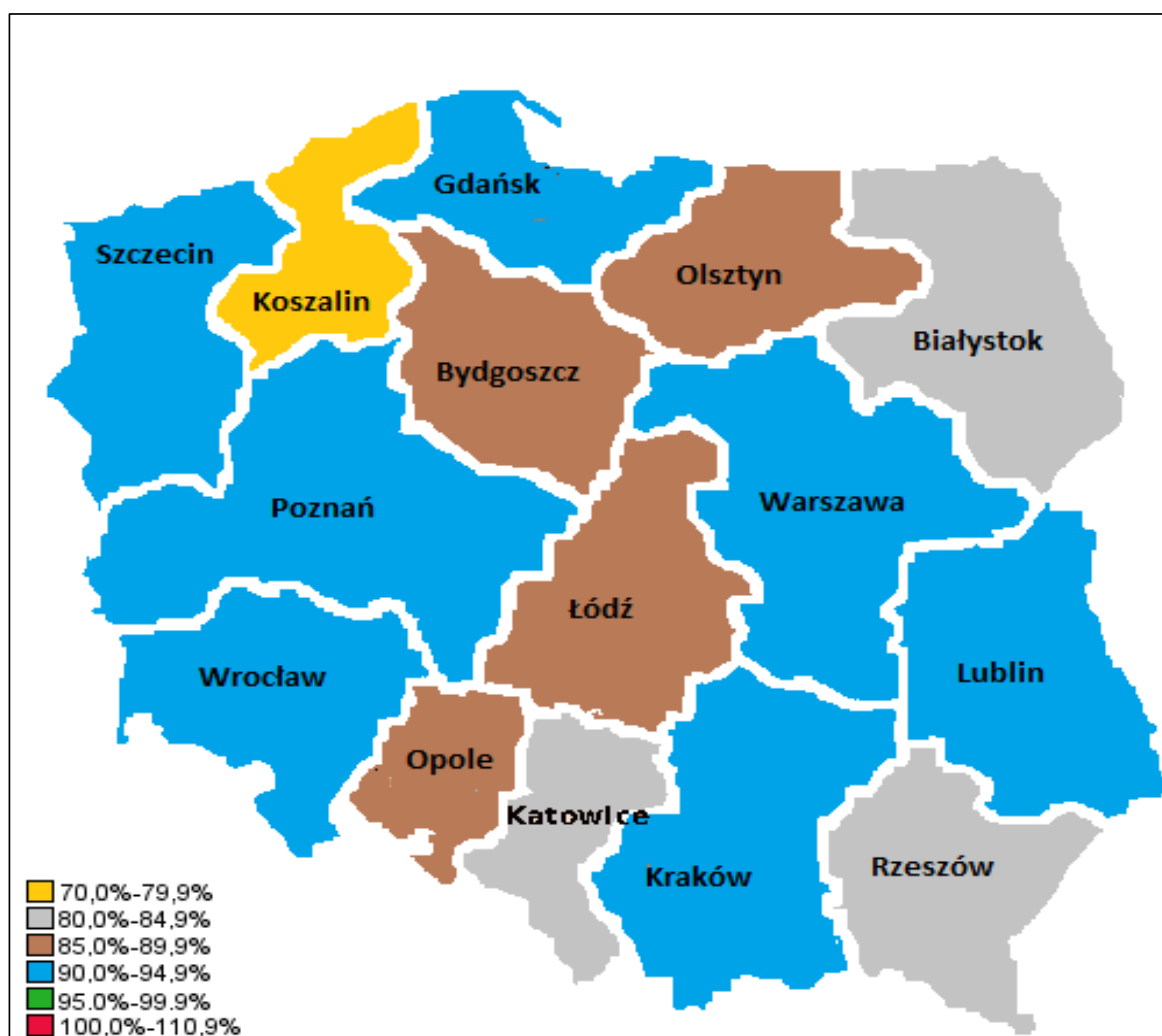 Gdańsk
Szczecin
Olsztyn
Koszalin
Białystok
Bydgoszcz
Poznań
Warszawa
Łódź
Wrocław
Lublin
Opole
Katowice
Kraków
Rzeszów
70,0%-79,9%
80,0%-84,9%
85,0%-89,9%
90,0%-94,9%
95.0%-99.9%
100,0%-110,9%